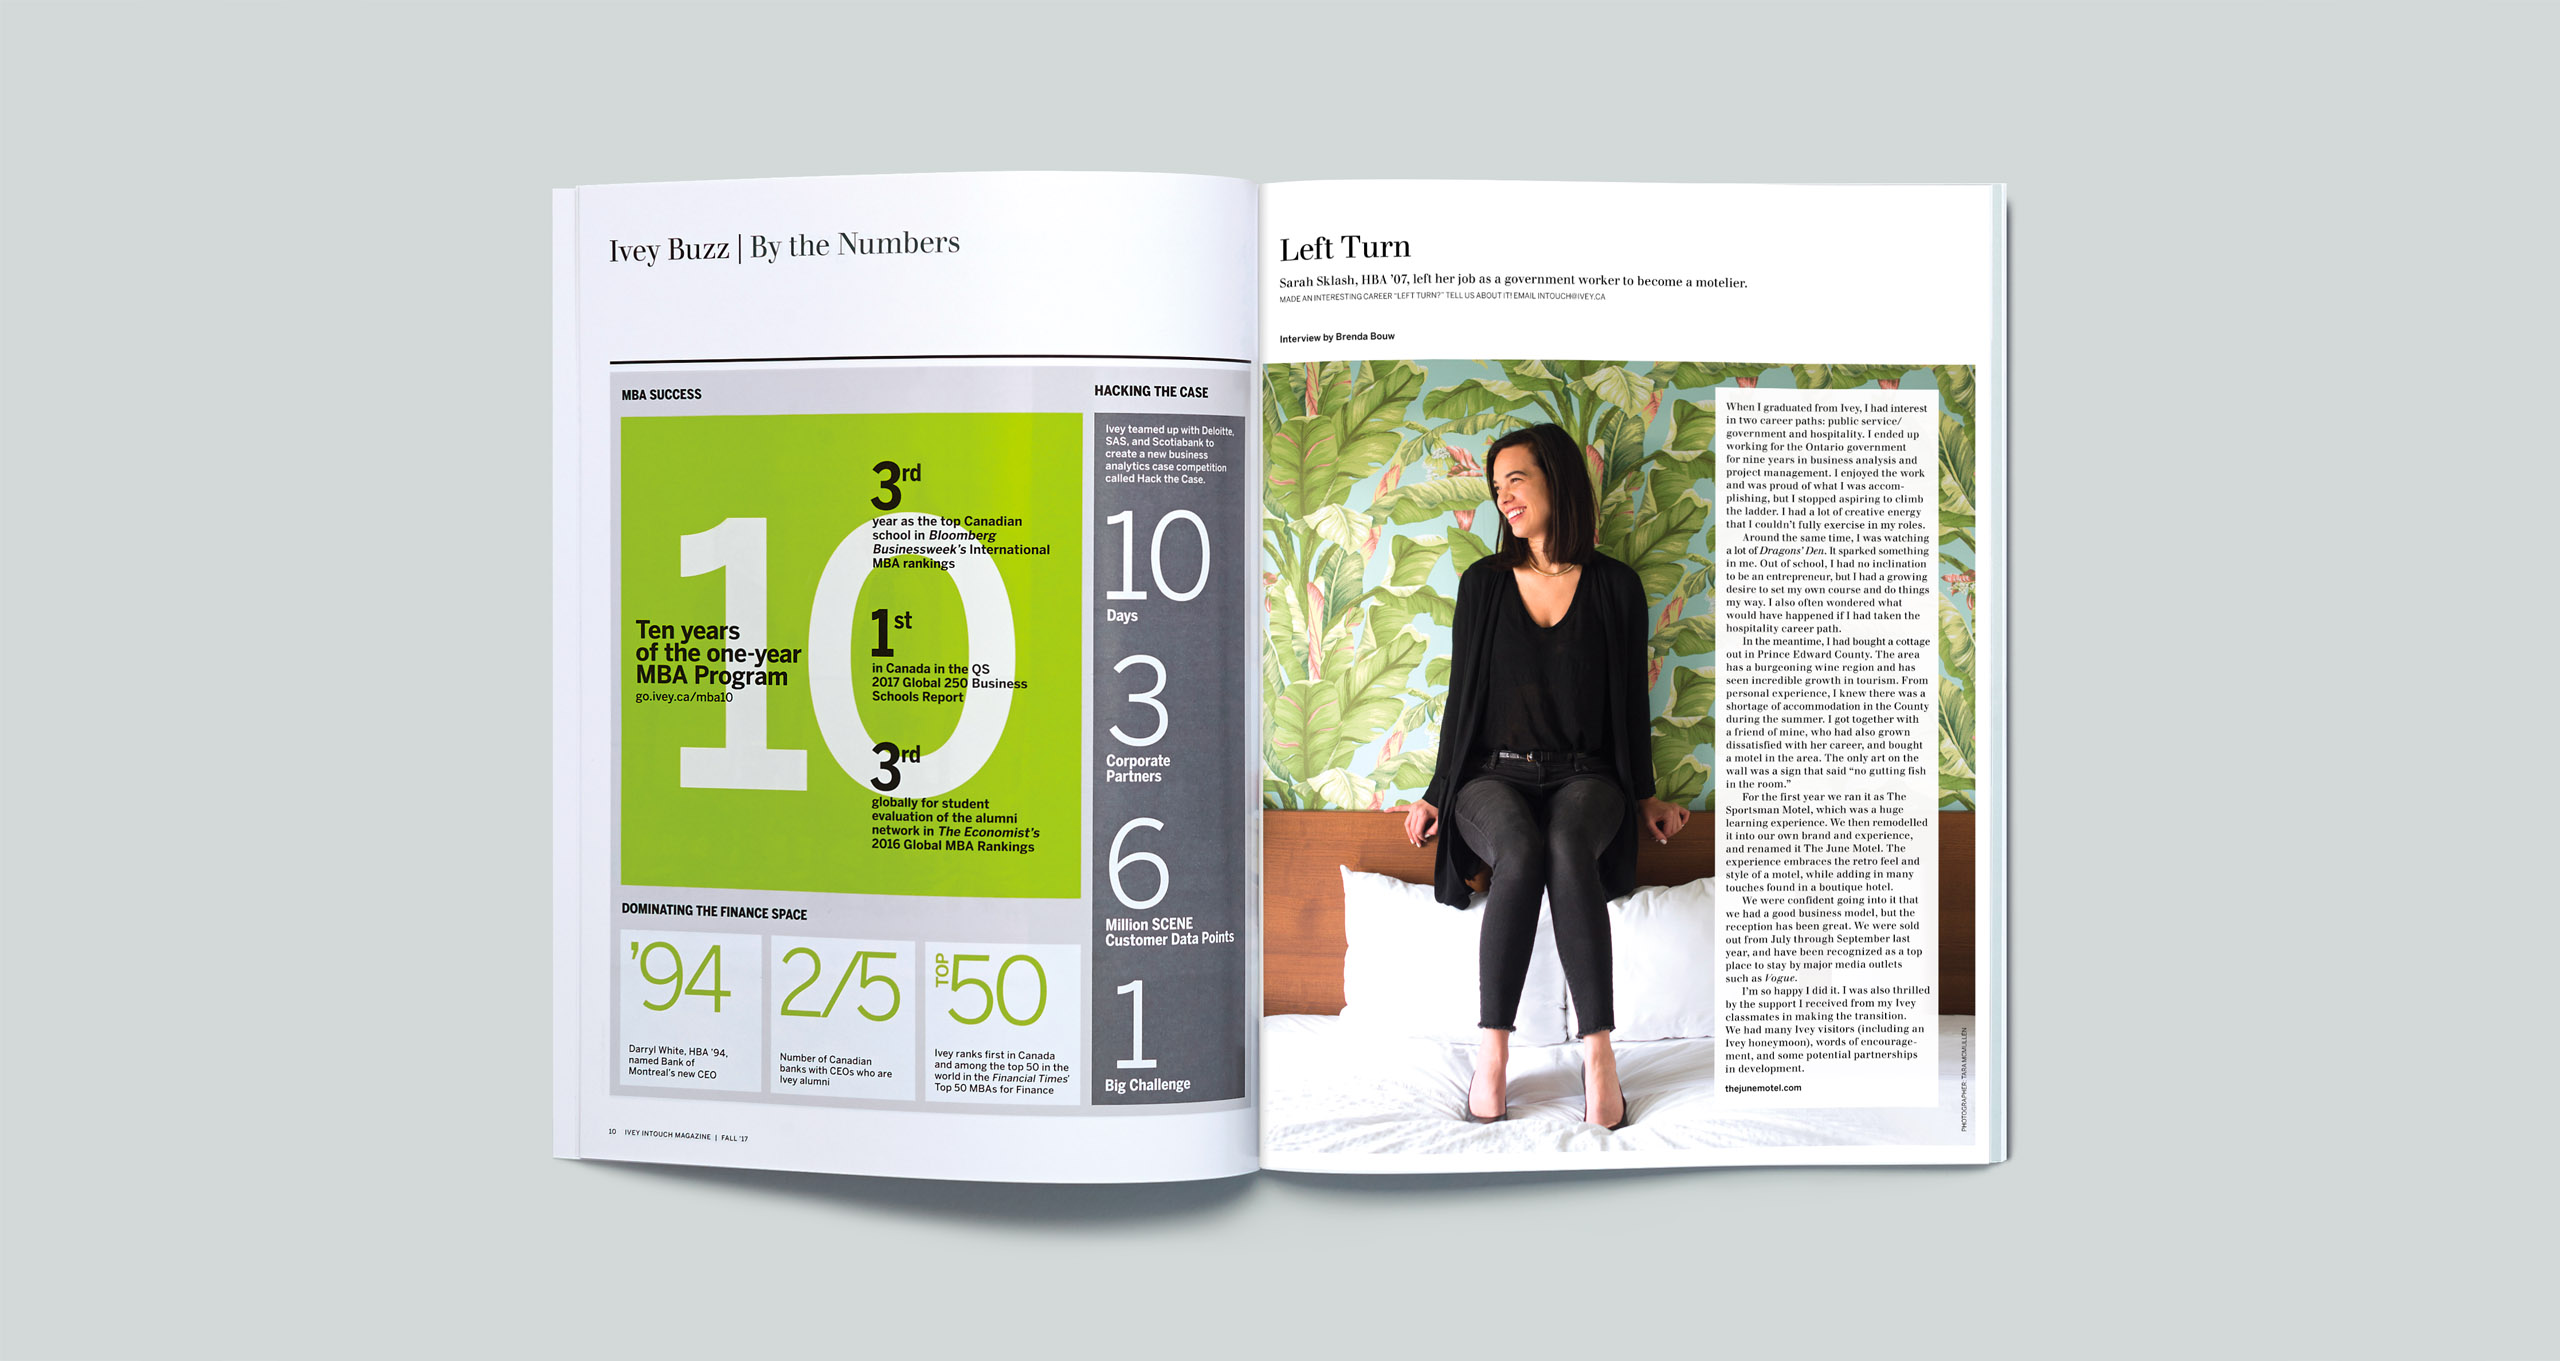 Ivey Buzz | By the Numbers
MBA SUCCESS
10
Ten years
of the one-year
MBA Program
go.ivey.ca/mba10
3rd
year as the top Canadian
school in Bloomberg
Businessweek's International
MBA rankings
1st
in Canada in the QS
2017 Global 250 Business
Schools Report
3rd
globally for student
evaluation of the alumni
network in The Economist's
2016 Global MBA Rankings
DOMINATING THE FINANCE SPACE
'94
Darryl White, HBA '94,
named Bank of
Montreal's new CEO
2/5
Number of Canadian
banks with CEOs who are
Ivey alumni
TOP 50
Ivey ranks first in Canada
and among the top 50 in the
world in the Financial Times'
Top 50 MBAs for Finance
HACKING THE CASE
Ivey teamed up with Deloitte,
SAS, and Scotiabank to
create a new business
analytics case competition
called Hack the Case.
10
Days
3
Corporate
Partners
6
Million SCENE
Customer Data Points
1
Big Challenge
10 IVEY INTOUCH MAGAZINE | FALL '17
Left Turn
Sarah Sklash, HBA '07, left her job as a government worker to become a motelier.
MADE AN INTERESTING CAREER "LEFT TURN?" TELL US ABOUT IT! EMAIL INTOUCH@IVEY.CA
Interview by Brenda Bouw
When I graduated from Ivey, I had interest
in two career paths: public service/
government and hospitality. I ended up
working for the Ontario government
for nine years in business analysis and
project management. I enjoyed the work
and was proud of what I was accom-
plishing, but I stopped aspiring to climb
the ladder. I had a lot of creative energy
that I couldn't fully exercise in my roles.
Around the same time, I was watching
a lot of Dragons' Den. It sparked something
in me. Out of school, I had no inclination
to be an entrepreneur, but I had a growing
desire to set my own course and do things
my way. I also often wondered what
would have happened if I had taken the
hospitality career path.
In the meantime, I had bought a cottage
out in Prince Edward County. The area
has a burgeoning wine region and has
seen incredible growth in tourism. From
personal experience, I knew there was a
shortage of accommodation in the County
during the summer. I got together with
a friend of mine, who had also grown
dissatisfied with her career, and bought
a motel in the area. The only art on the
wall was a sign that said "no gutting fish
in the room."
For the first year we ran it as The
Sportsman Motel, which was a huge
learning experience. We then remodelled
it into our own brand and experience,
and renamed it The June Motel. The
experience embraces the retro feel and
style of a motel, while adding in many
touches found in a boutique hotel.
We were confident going into it that
we had a good business model, but the
reception has been great. We were sold
out from July through September last
year, and have been recognized as a top
place to stay by major media outlets
such as Vogue.
I'm so happy I did it. I was also thrilled
by the support I received from my Ivey
classmates in making the transition.
We had many Ivey visitors (including an
Ivey honeymoon), words of encourage-
ment, and some potential partnerships
in development.
thejunemotel.com
PHOTOGRAPHER: TARA MCMULLEN